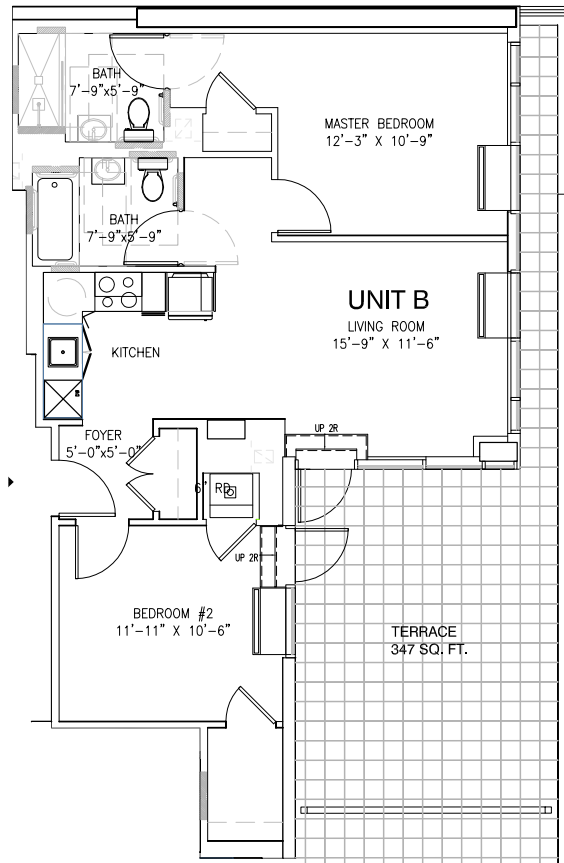 BATH
7'-9"x5'-9"
MASTER BEDROOM
12'-3" X 10'-9"
BATH
7'-9"x5'-9"
UNIT B
LIVING ROOM
15'-9" X 11'-6"
KITCHEN
FOYER
5'-0"x5'-0"
UP 2R
6' RD
UP 2R
BEDROOM #2
11'-11" X 10'-6"
TERRACE
347 SQ. FT.